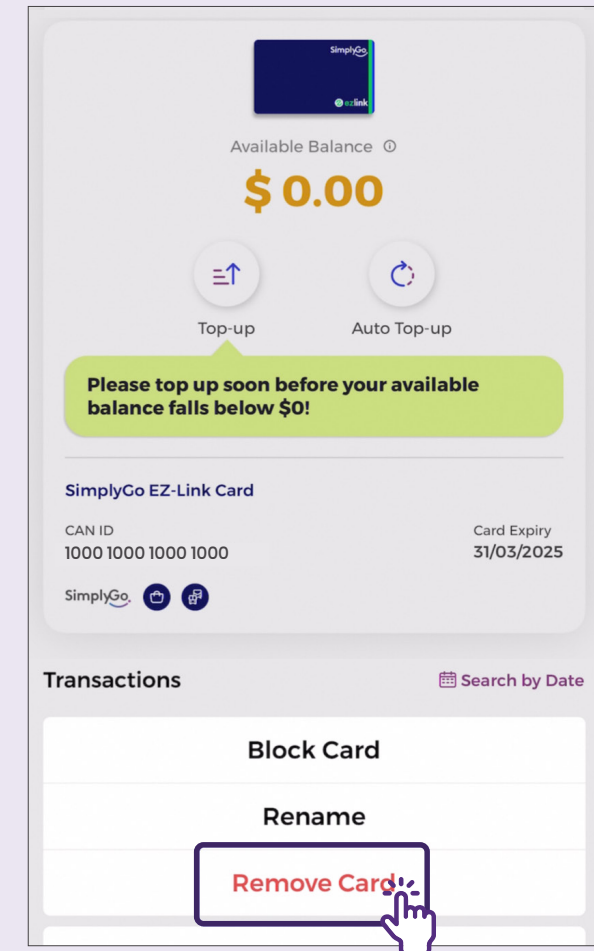 SimplyGo
ezlink
Available Balance
$ 0.00
Top-up Auto Top-up
Please top up soon before your available
balance falls below $0!
SimplyGo EZ-Link Card
CAN ID Card Expiry
1000 1000 1000 1000 31/03/2025
SimplyGo.
Transactions Search by Date
Block Card
Rename
Remove Card